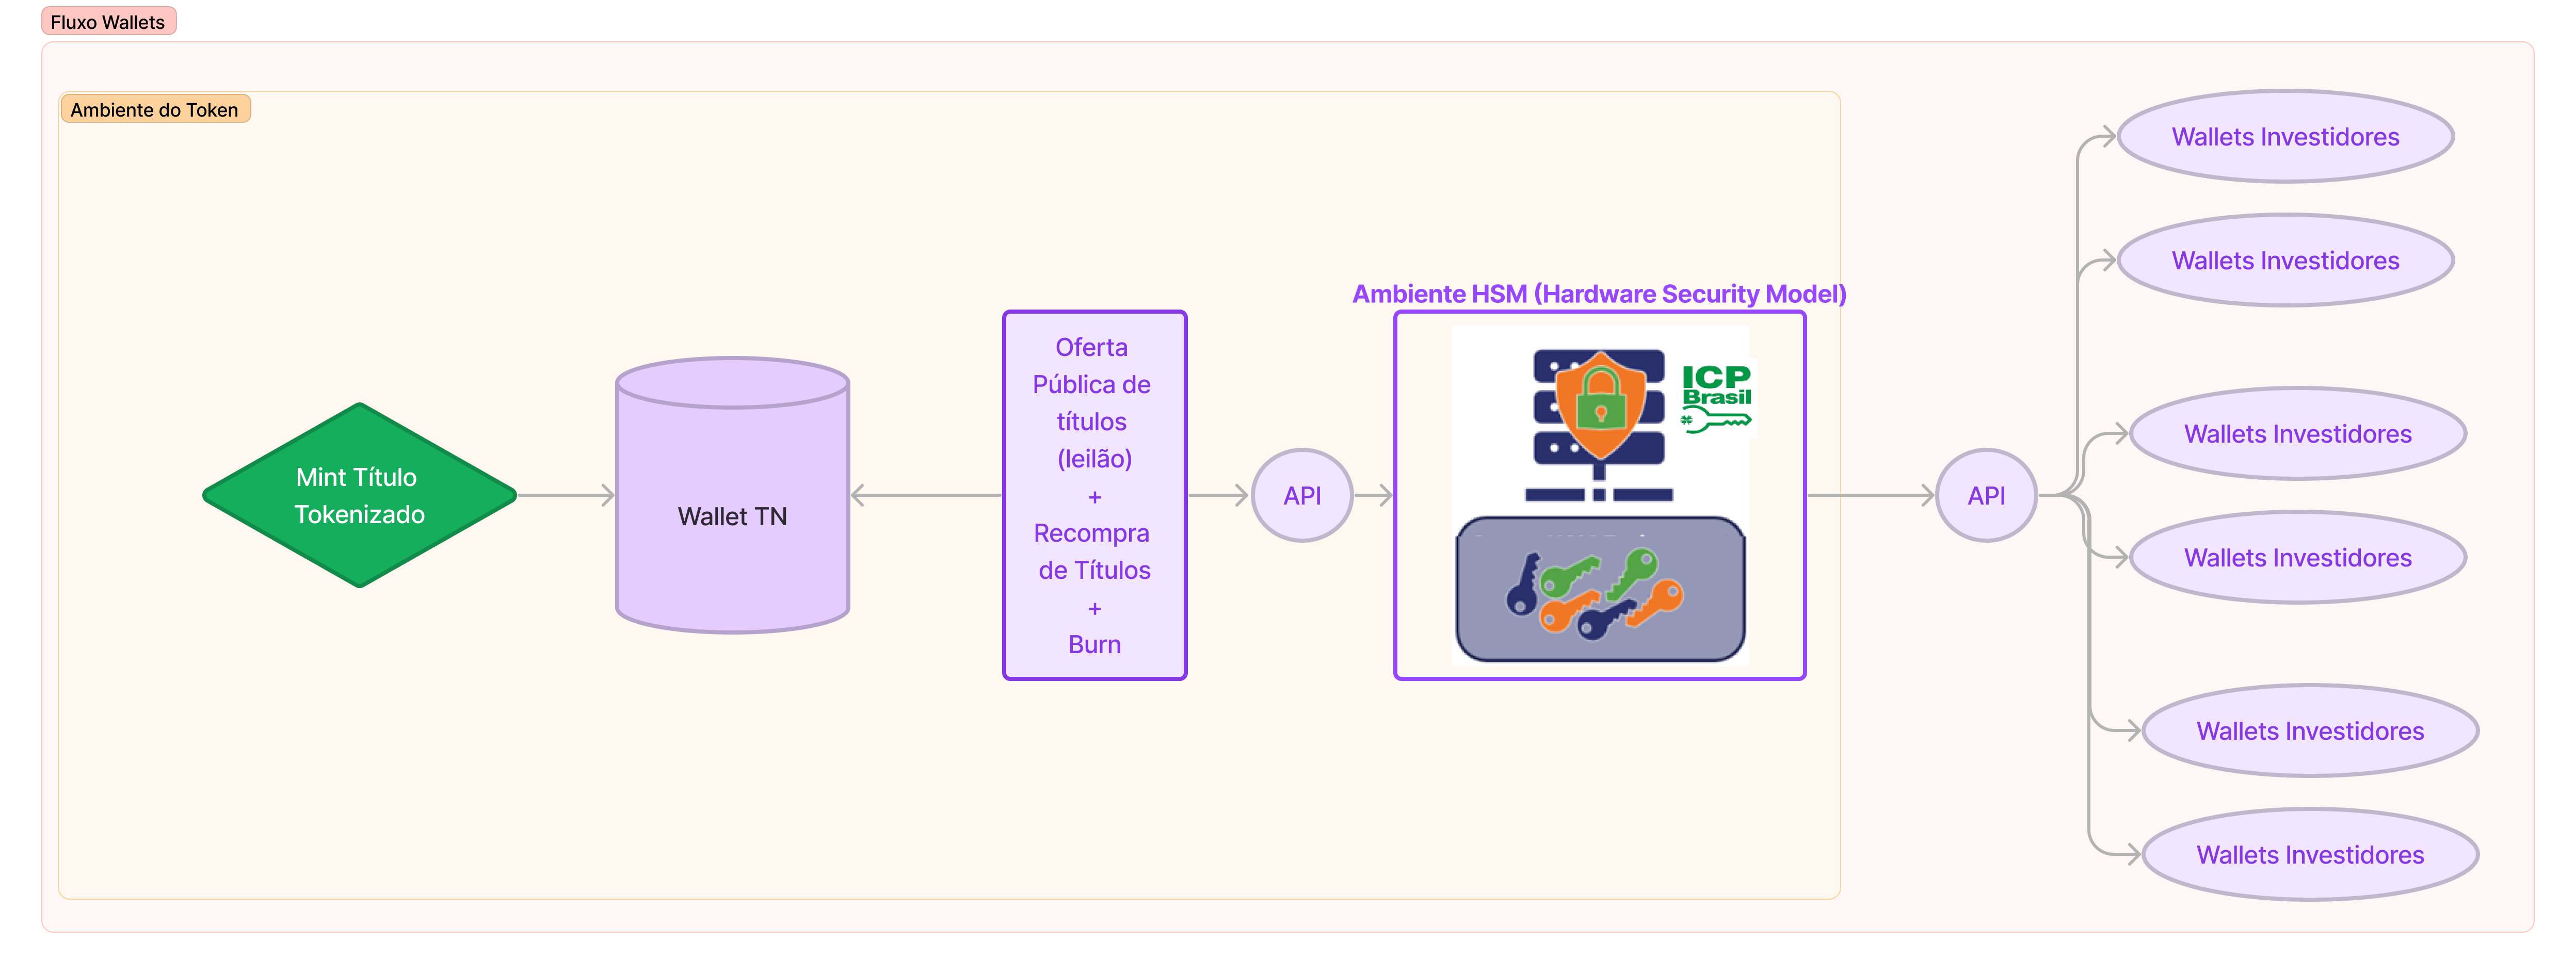 Fluxo Wallets
Ambiente do Token
Mint Título
Tokenizado
Wallet TN
Oferta
Pública de
títulos
(leilão)
+
Recompra
de Títulos
+
Burn
API
Ambiente HSM (Hardware Security Model)
ICP
Brasil
API
Wallets Investidores
Wallets Investidores
Wallets Investidores
Wallets Investidores
Wallets Investidores
Wallets Investidores